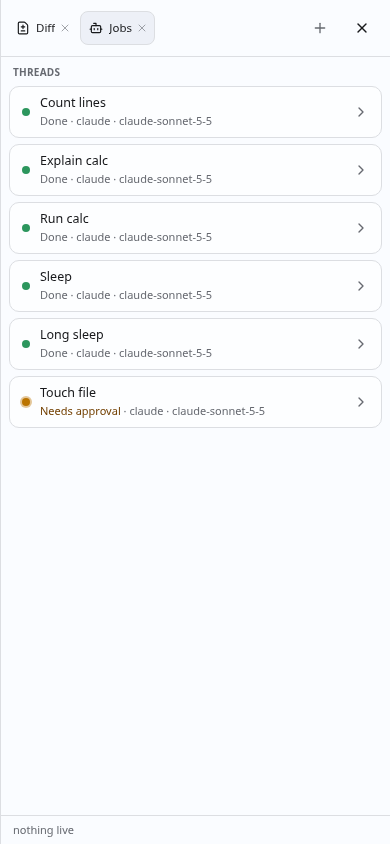 Diff
Jobs
THREADS
Count lines
Done · claude · claude-sonnet-5-5
Explain calc
Done · claude · claude-sonnet-5-5
Run calc
Done · claude · claude-sonnet-5-5
Sleep
Done · claude · claude-sonnet-5-5
Long sleep
Done · claude · claude-sonnet-5-5
Touch file
Needs approval · claude · claude-sonnet-5-5
nothing live